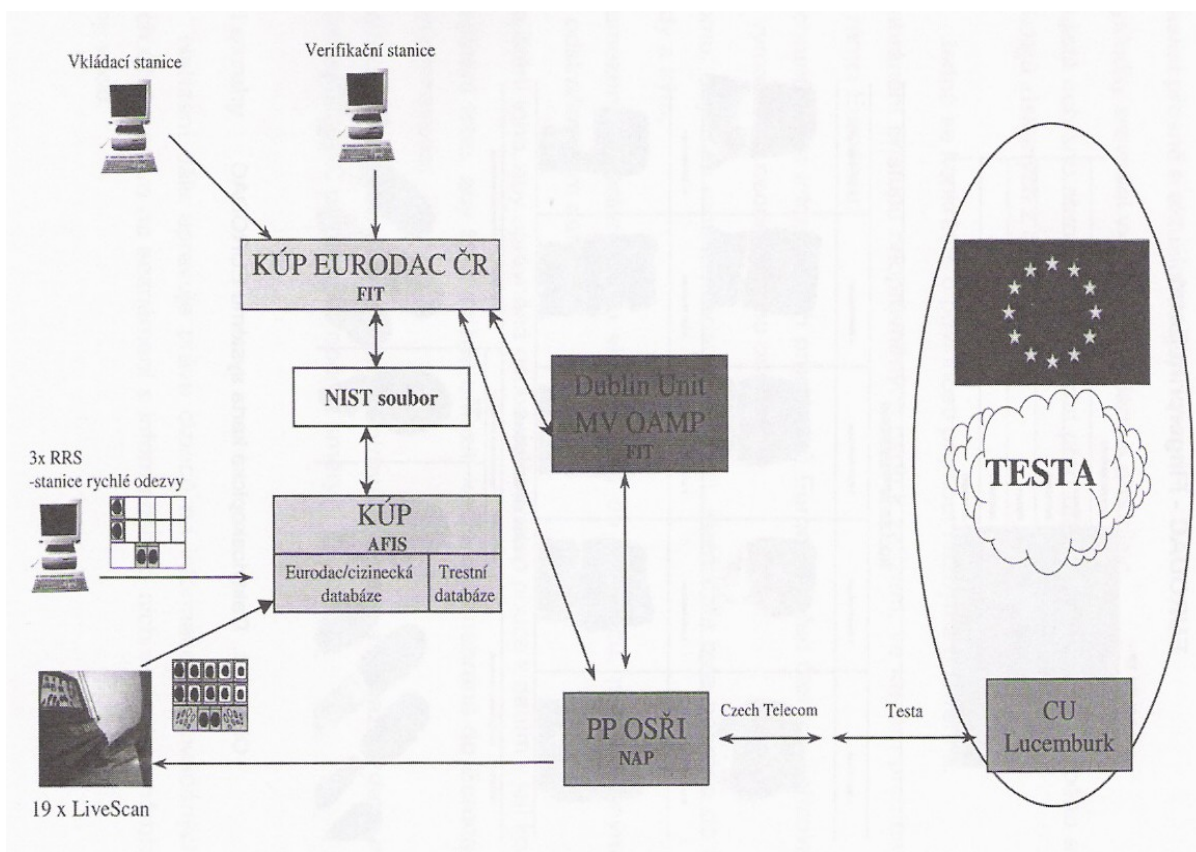 Vkládací stanice
Verifikační stanice
KÚP EURODAC ČR
FIT
NIST soubor
Dublin Unit
MV OAMP
FIT
TESTA
3x RRS
-stanice rychlé odezvy
KÚP
AFIS
Eurodac/cizinecká
databáze
Trestní
databáze
19 x LiveScan
PP OSŘI
NAP
Czech Telecom
Testa
CU
Lucemburk